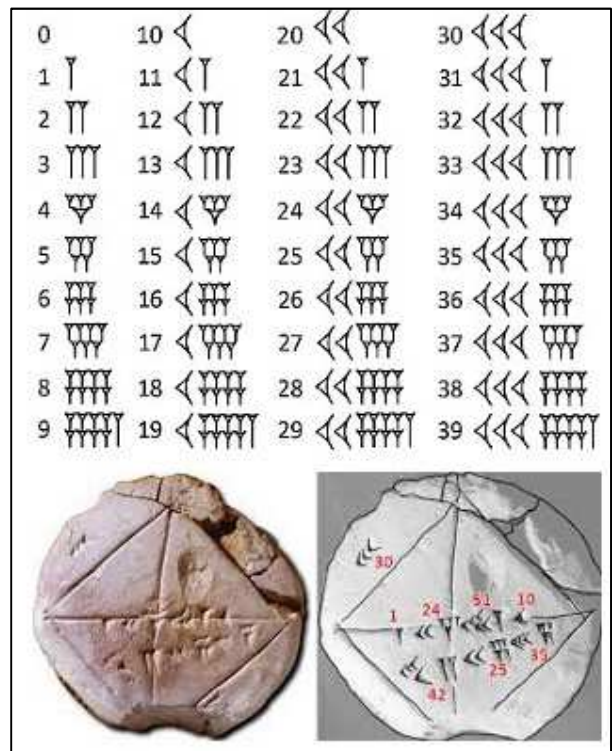 0 10 𒌋 20 𒌋𒌋 30 𒌋𒌋𒌋
1 𒐕 11 𒌋𒐕 21 𒌋𒌋𒐕 31 𒌋𒌋𒌋𒐕
2 𒐖 12 𒌋𒐖 22 𒌋𒌋𒐖 32 𒌋𒌋𒌋𒐖
3 𒐗 13 𒌋𒐗 23 𒌋𒌋𒐗 33 𒌋𒌋𒌋𒐗
4 𒐘 14 𒌋𒐘 24 𒌋𒌋𒐘 34 𒌋𒌋𒌋𒐘
5 𒐙 15 𒌋𒐙 25 𒌋𒌋𒐙 35 𒌋𒌋𒌋𒐙
6 𒐚 16 𒌋𒐚 26 𒌋𒌋𒐚 36 𒌋𒌋𒌋𒐚
7 𒐛 17 𒌋𒐛 27 𒌋𒌋𒐛 37 𒌋𒌋𒌋𒐛
8 𒐜 18 𒌋𒐜 28 𒌋𒌋𒐜 38 𒌋𒌋𒌋𒐜
9 𒐝 19 𒌋𒐝 29 𒌋𒌋𒐝 39 𒌋𒌋𒌋𒐝
30
1 24 51 10
42 25 35